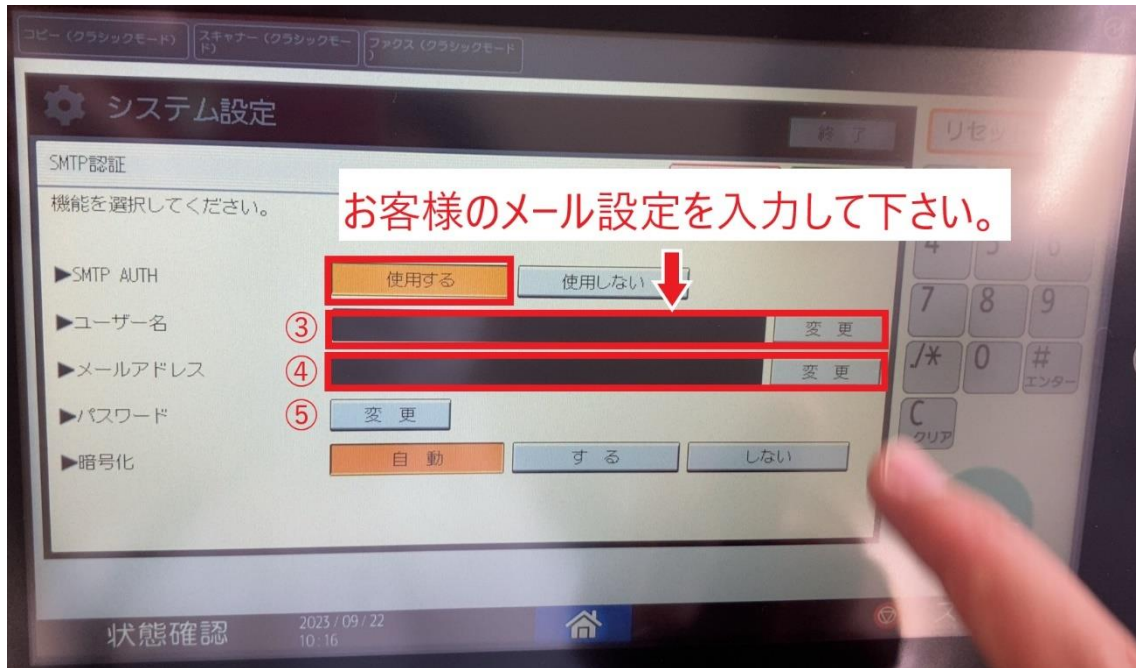 コピー (クラシックモード)
スキャナー (クラシックモー
ド)
ファクス (クラシックモード
)
システム設定
終 了
リセッ
SMTP認証
機能を選択してください。
お客様のメール設定を入力して下さい。
4 5 6
▶SMTP AUTH 使用する 使用しない
7 8 9
▶ユーザー名 ③ 変 更
./* 0 #
エンター
▶メールアドレス ④ 変 更
▶パスワード ⑤ 変 更
C
クリア
▶暗号化 自 動 す る しない
状態確認
2023 / 09 / 22
10:16
ス